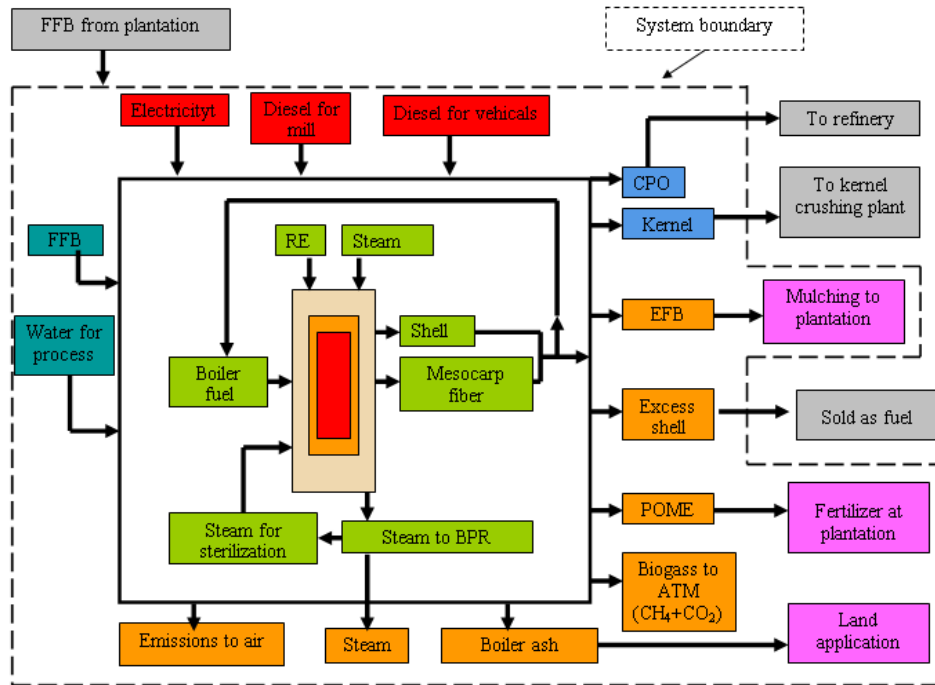 FFB from plantation
System boundary
Electricityt
Diesel for
mill
Diesel for vehicals
To refinery
CPO
To kernel
crushing plant
Kernel
FFB
RE
Steam
Mulching to
plantation
EFB
Water for
process
Shell
Boiler
fuel
Mesocarp
fiber
Excess
shell
Sold as fuel
Steam for
sterilization
Steam to BPR
POME
Fertilizer at
plantation
Biogass to
ATM
(CH₄+CO₂)
Emissions to air
Steam
Boiler ash
Land
application